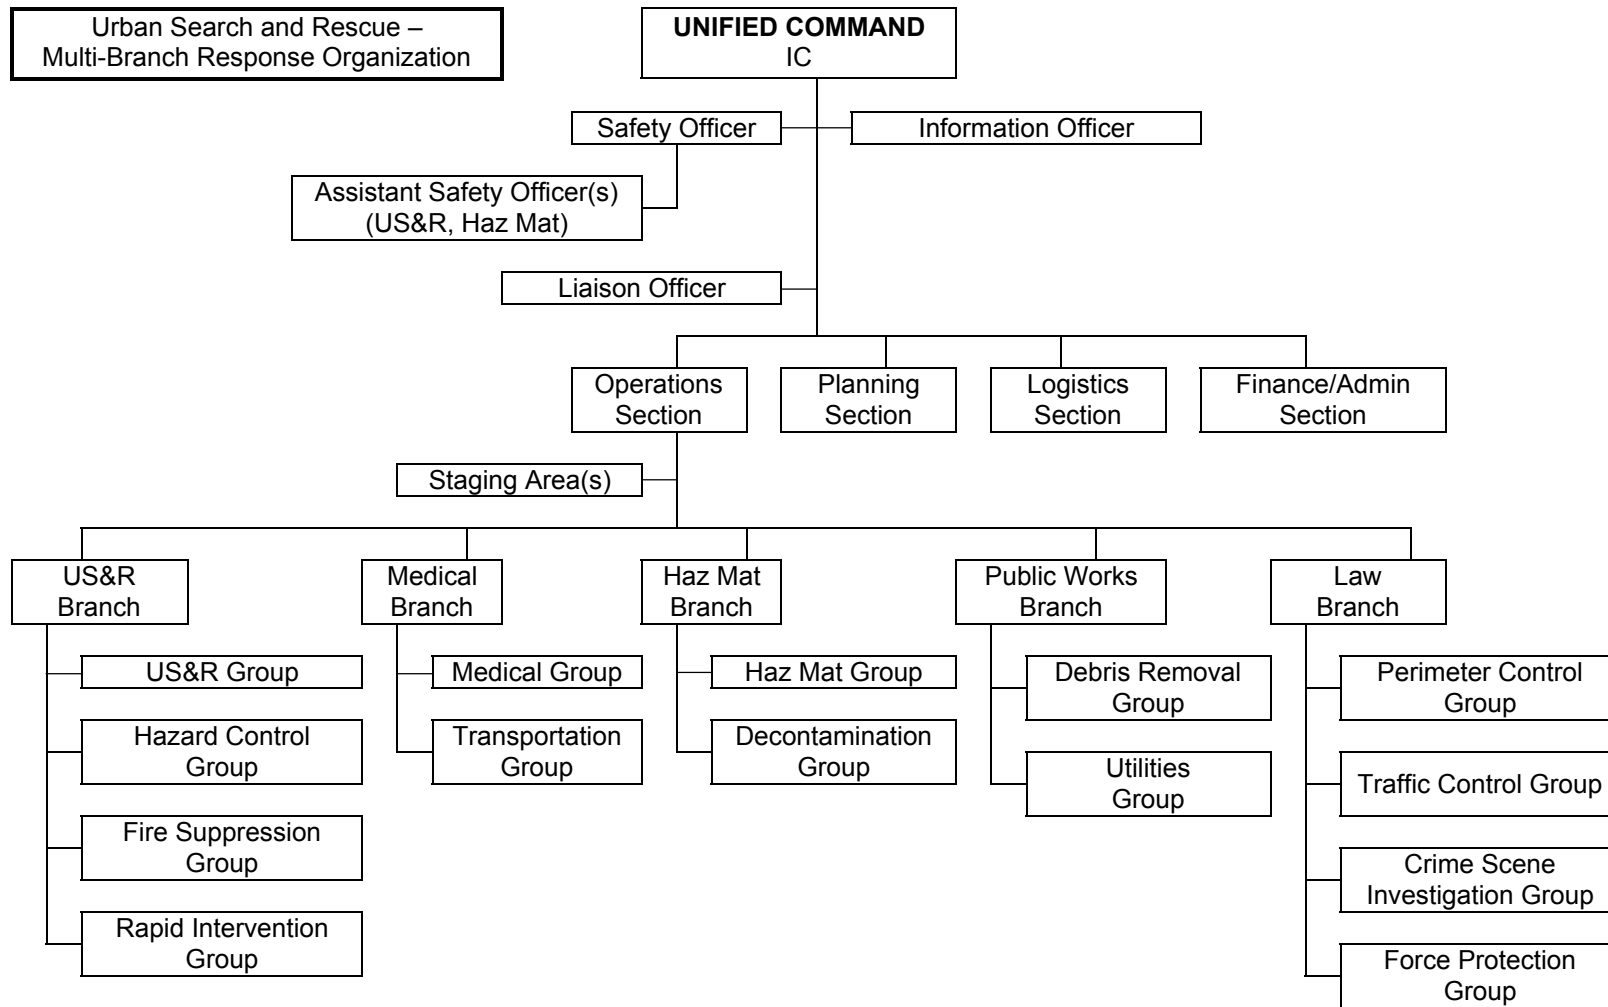 Urban Search and Rescue –
Multi-Branch Response Organization
UNIFIED COMMAND
IC
Safety Officer
Information Officer
Assistant Safety Officer(s)
(US&R, Haz Mat)
Liaison Officer
Operations
Section
Planning
Section
Logistics
Section
Finance/Admin
Section
Staging Area(s)
US&R
Branch
Medical
Branch
Haz Mat
Branch
Public Works
Branch
Law
Branch
US&R Group
Hazard Control
Group
Fire Suppression
Group
Rapid Intervention
Group
Medical Group
Transportation
Group
Haz Mat Group
Decontamination
Group
Debris Removal
Group
Utilities
Group
Perimeter Control
Group
Traffic Control Group
Crime Scene
Investigation Group
Force Protection
Group